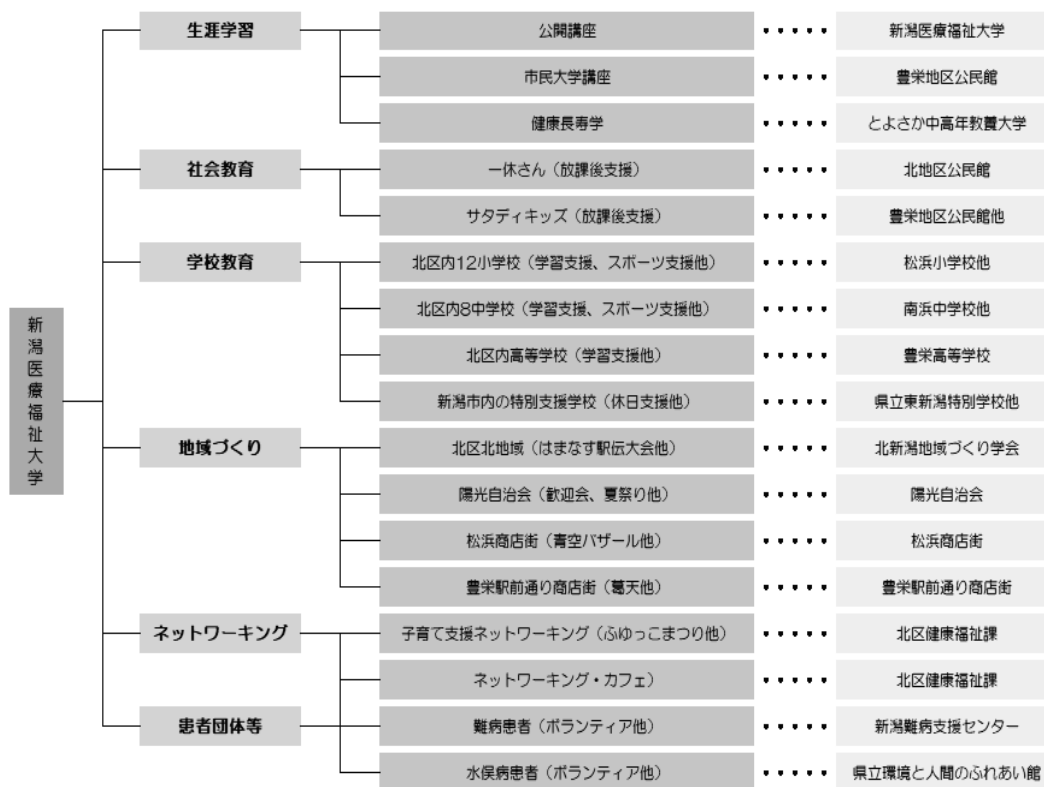 新潟医療福祉大学
生涯学習
公開講座 ・・・・・ 新潟医療福祉大学
市民大学講座 ・・・・・ 豊栄地区公民館
健康長寿学 ・・・・・ とよさか中高年教養大学
社会教育
一休さん（放課後支援） ・・・・・ 北地区公民館
サタディキッズ（放課後支援） ・・・・・ 豊栄地区公民館他
学校教育
北区内12小学校（学習支援、スポーツ支援他） ・・・・・ 松浜小学校他
北区内8中学校（学習支援、スポーツ支援他） ・・・・・ 南浜中学校他
北区内高等学校（学習支援他） ・・・・・ 豊栄高等学校
新潟市内の特別支援学校（休日支援他） ・・・・・ 県立東新潟特別学校他
地域づくり
北区北地域（はまなす駅伝大会他） ・・・・・ 北新潟地域づくり学会
陽光自治会（歓迎会、夏祭り他） ・・・・・ 陽光自治会
松浜商店街（青空バザール他） ・・・・・ 松浜商店街
豊栄駅前通り商店街（葛天他） ・・・・・ 豊栄駅前通り商店街
ネットワーキング
子育て支援ネットワーキング（ふゆっこまつり他） ・・・・・ 北区健康福祉課
ネットワーキング・カフェ） ・・・・・ 北区健康福祉課
患者団体等
難病患者（ボランティア他） ・・・・・ 新潟難病支援センター
水俣病患者（ボランティア他） ・・・・・ 県立環境と人間のふれあい館